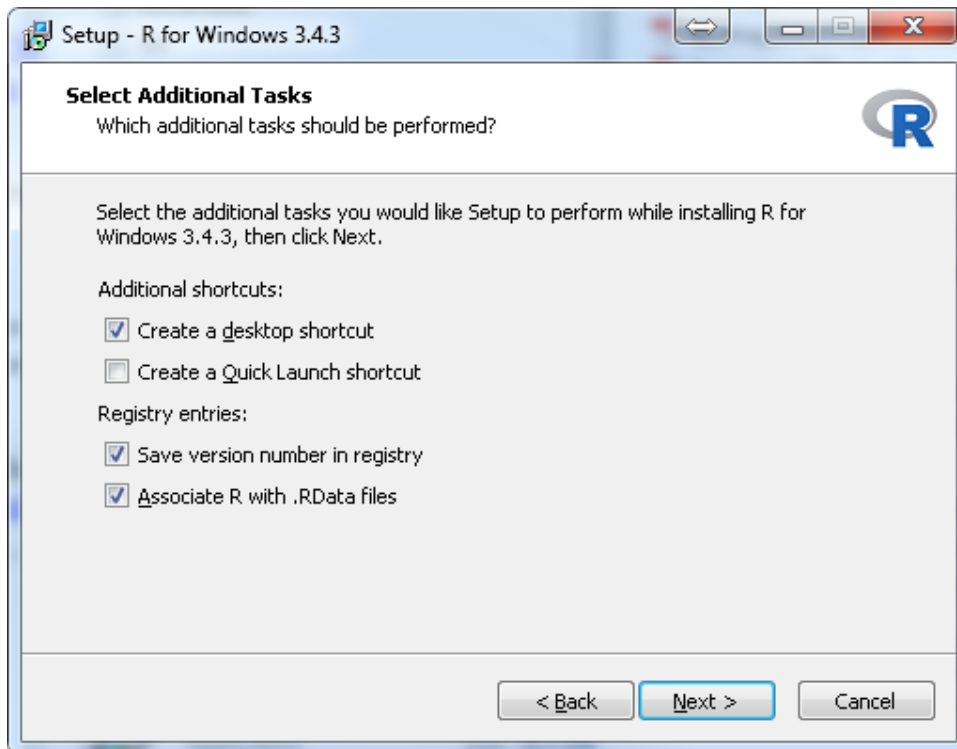 Setup - R for Windows 3.4.3
Select Additional Tasks
Which additional tasks should be performed?
R
Select the additional tasks you would like Setup to perform while installing R for
Windows 3.4.3, then click Next.
Additional shortcuts:
Create a desktop shortcut
Create a Quick Launch shortcut
Registry entries:
Save version number in registry
Associate R with .RData files
< Back
Next >
Cancel